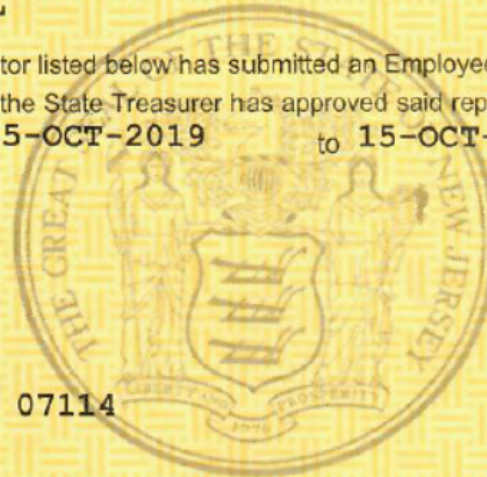 tor listed below has submitted an Employee
the State Treasurer has approved said rep
5-OCT-2019 to 15-OCT-
THE GREAT SEAL OF THE STATE OF NEW JERSEY
LIBERTY AND PROSPERITY
1776
07114